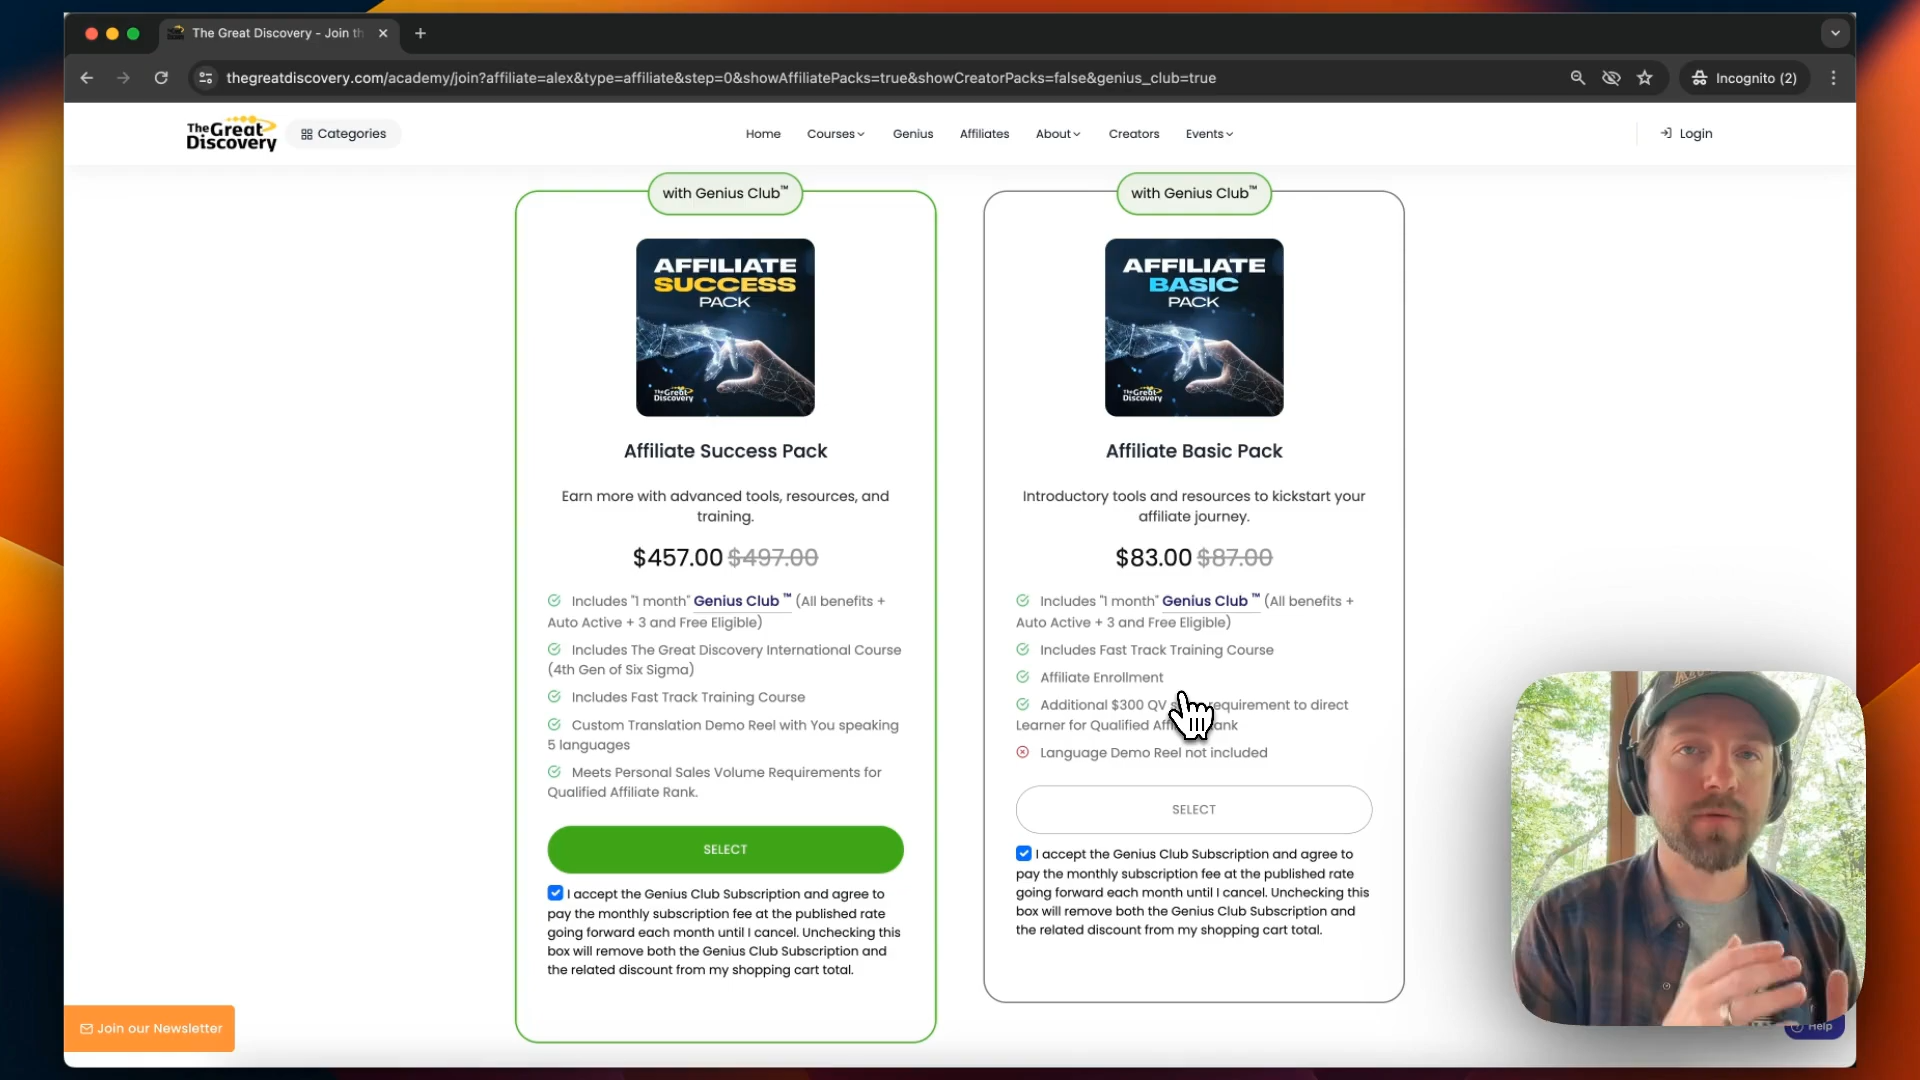 The Great Discovery - Join th
thegreatdiscovery.com/academy/join?affiliate=alex&type=affiliate&step=0&showAffiliatePacks=true&showCreatorPacks=false&genius_club=true
Incognito (2)
The Great
Discovery
Categories
Home
Courses
Genius
Affiliates
About
Creators
Events
Login
with Genius Club™
AFFILIATE
SUCCESS
PACK
The Great
Discovery
Affiliate Success Pack
Earn more with advanced tools, resources, and
training.
$457.00 $497.00
Includes "1 month" Genius Club ™ (All benefits +
Auto Active + 3 and Free Eligible)
Includes The Great Discovery International Course
(4th Gen of Six Sigma)
Includes Fast Track Training Course
Custom Translation Demo Reel with You speaking
5 languages
Meets Personal Sales Volume Requirements for
Qualified Affiliate Rank.
SELECT
I accept the Genius Club Subscription and agree to
pay the monthly subscription fee at the published rate
going forward each month until I cancel. Unchecking this
box will remove both the Genius Club Subscription and
the related discount from my shopping cart total.
with Genius Club™
AFFILIATE
BASIC
PACK
The Great
Discovery
Affiliate Basic Pack
Introductory tools and resources to kickstart your
affiliate journey.
$83.00 $87.00
Includes "1 month" Genius Club ™ (All benefits +
Auto Active + 3 and Free Eligible)
Includes Fast Track Training Course
Affiliate Enrollment
Additional $300 QV requirement to direct
Learner for Qualified
Language Demo Reel not included
SELECT
I accept the Genius Club Subscription and agree to
pay the monthly subscription fee at the published rate
going forward each month until I cancel. Unchecking this
box will remove both the Genius Club Subscription and
the related discount from my shopping cart total.
Join our Newsletter
Help